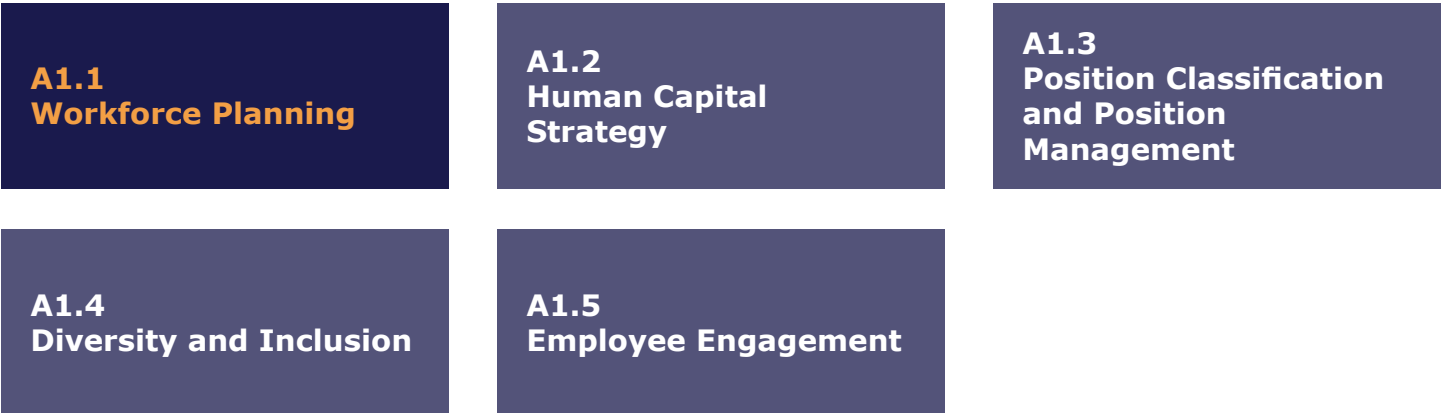 A1.1
Workforce Planning
A1.2
Human Capital
Strategy
A1.3
Position Classification
and Position
Management
A1.4
Diversity and Inclusion
A1.5
Employee Engagement